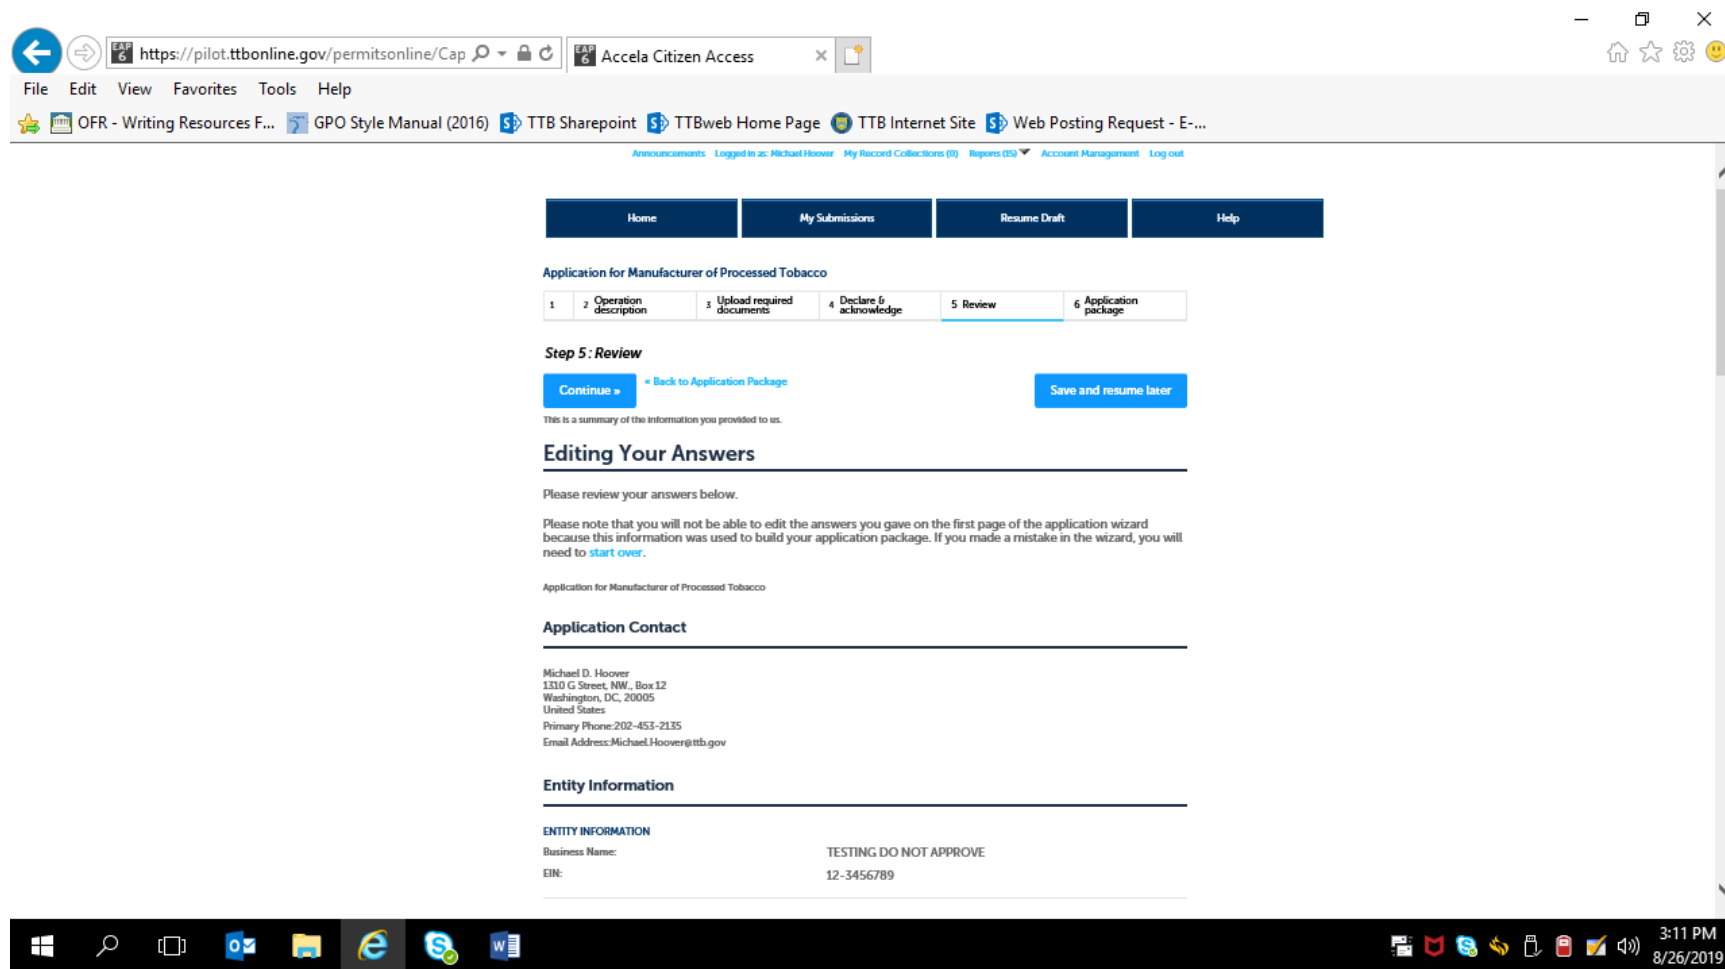 https://pilot.ttbonline.gov/permitsonline/Cap
EAP 6 Accela Citizen Access
File Edit View Favorites Tools Help
OFR - Writing Resources F... GPO Style Manual (2016) TTB Sharepoint TTBweb Home Page TTB Internet Site Web Posting Request - E-...
Announcements Logged in as: Michael Hoover My Record Collections (0) Reports (15) Account Management Log out
Home My Submissions Resume Draft Help
Application for Manufacturer of Processed Tobacco
1 2 Operation description 3 Upload required documents 4 Declare & acknowledge 5 Review 6 Application package
Step 5: Review
Continue » « Back to Application Package Save and resume later
This is a summary of the information you provided to us.
Editing Your Answers
Please review your answers below.
Please note that you will not be able to edit the answers you gave on the first page of the application wizard
because this information was used to build your application package. If you made a mistake in the wizard, you will
need to start over.
Application for Manufacturer of Processed Tobacco
Application Contact
Michael D. Hoover
1310 G Street, NW., Box 12
Washington, DC, 20005
United States
Primary Phone:202-453-2135
Email Address:Michael.Hoover@ttb.gov
Entity Information
ENTITY INFORMATION
Business Name: TESTING DO NOT APPROVE
EIN: 12-3456789
3:11 PM
8/26/2019